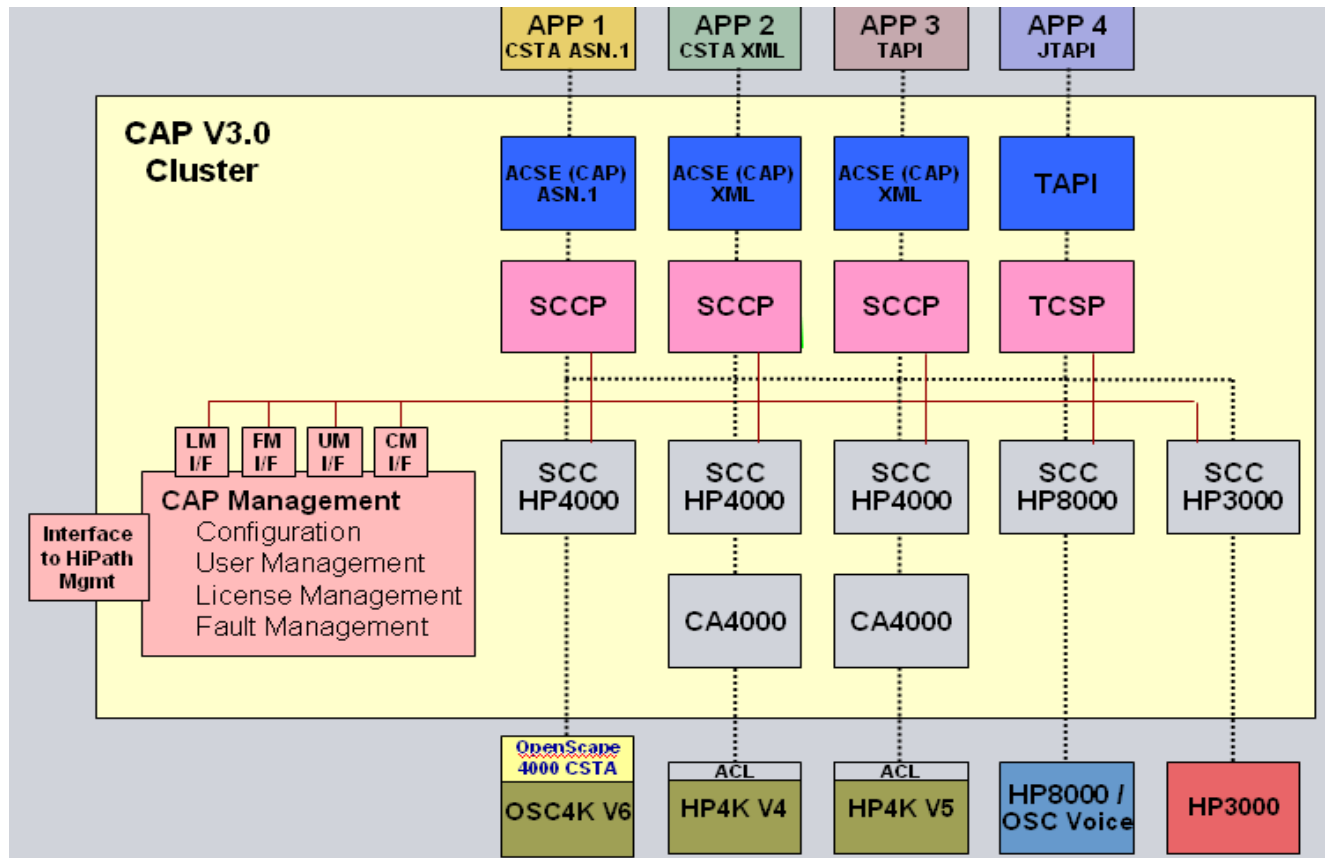 APP 1
CSTA ASN.1
APP 2
CSTA XML
APP 3
TAPI
APP 4
JTAPI
CAP V3.0
Cluster
ACSE (CAP)
ASN.1
ACSE (CAP)
XML
ACSE (CAP)
XML
TAPI
SCCP
SCCP
SCCP
TCSP
LM
I/F
FM
I/F
UM
I/F
CM
I/F
CAP Management
Configuration
User Management
License Management
Fault Management
Interface
to HiPath
Mgmt
SCC
HP4000
SCC
HP4000
SCC
HP4000
SCC
HP8000
SCC
HP3000
CA4000
CA4000
OpenScape
4000 CSTA
OSC4K V6
ACL
HP4K V4
ACL
HP4K V5
HP8000 /
OSC Voice
HP3000